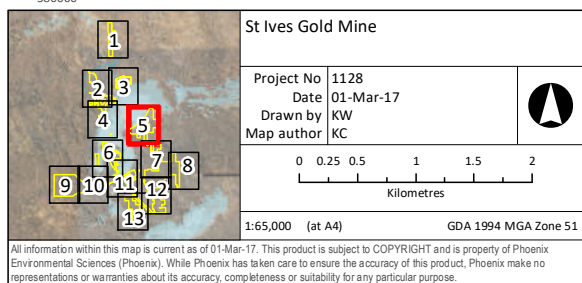 St Ives Gold Mine
1
2
3
4
5
6
7
8
9
10
11
12
13
Project No 1128
Date 01-Mar-17
Drawn by KW
Map author KC
0 0.25 0.5 1 1.5 2
Kilometres
1:65,000 (at A4) GDA 1994 MGA Zone 51
All information within this map is current as of 01-Mar-17. This product is subject to COPYRIGHT and is property of Phoenix
Environmental Sciences (Phoenix). While Phoenix has taken care to ensure the accuracy of this product, Phoenix make no
representations or warranties about its accuracy, completeness or suitability for any particular purpose.